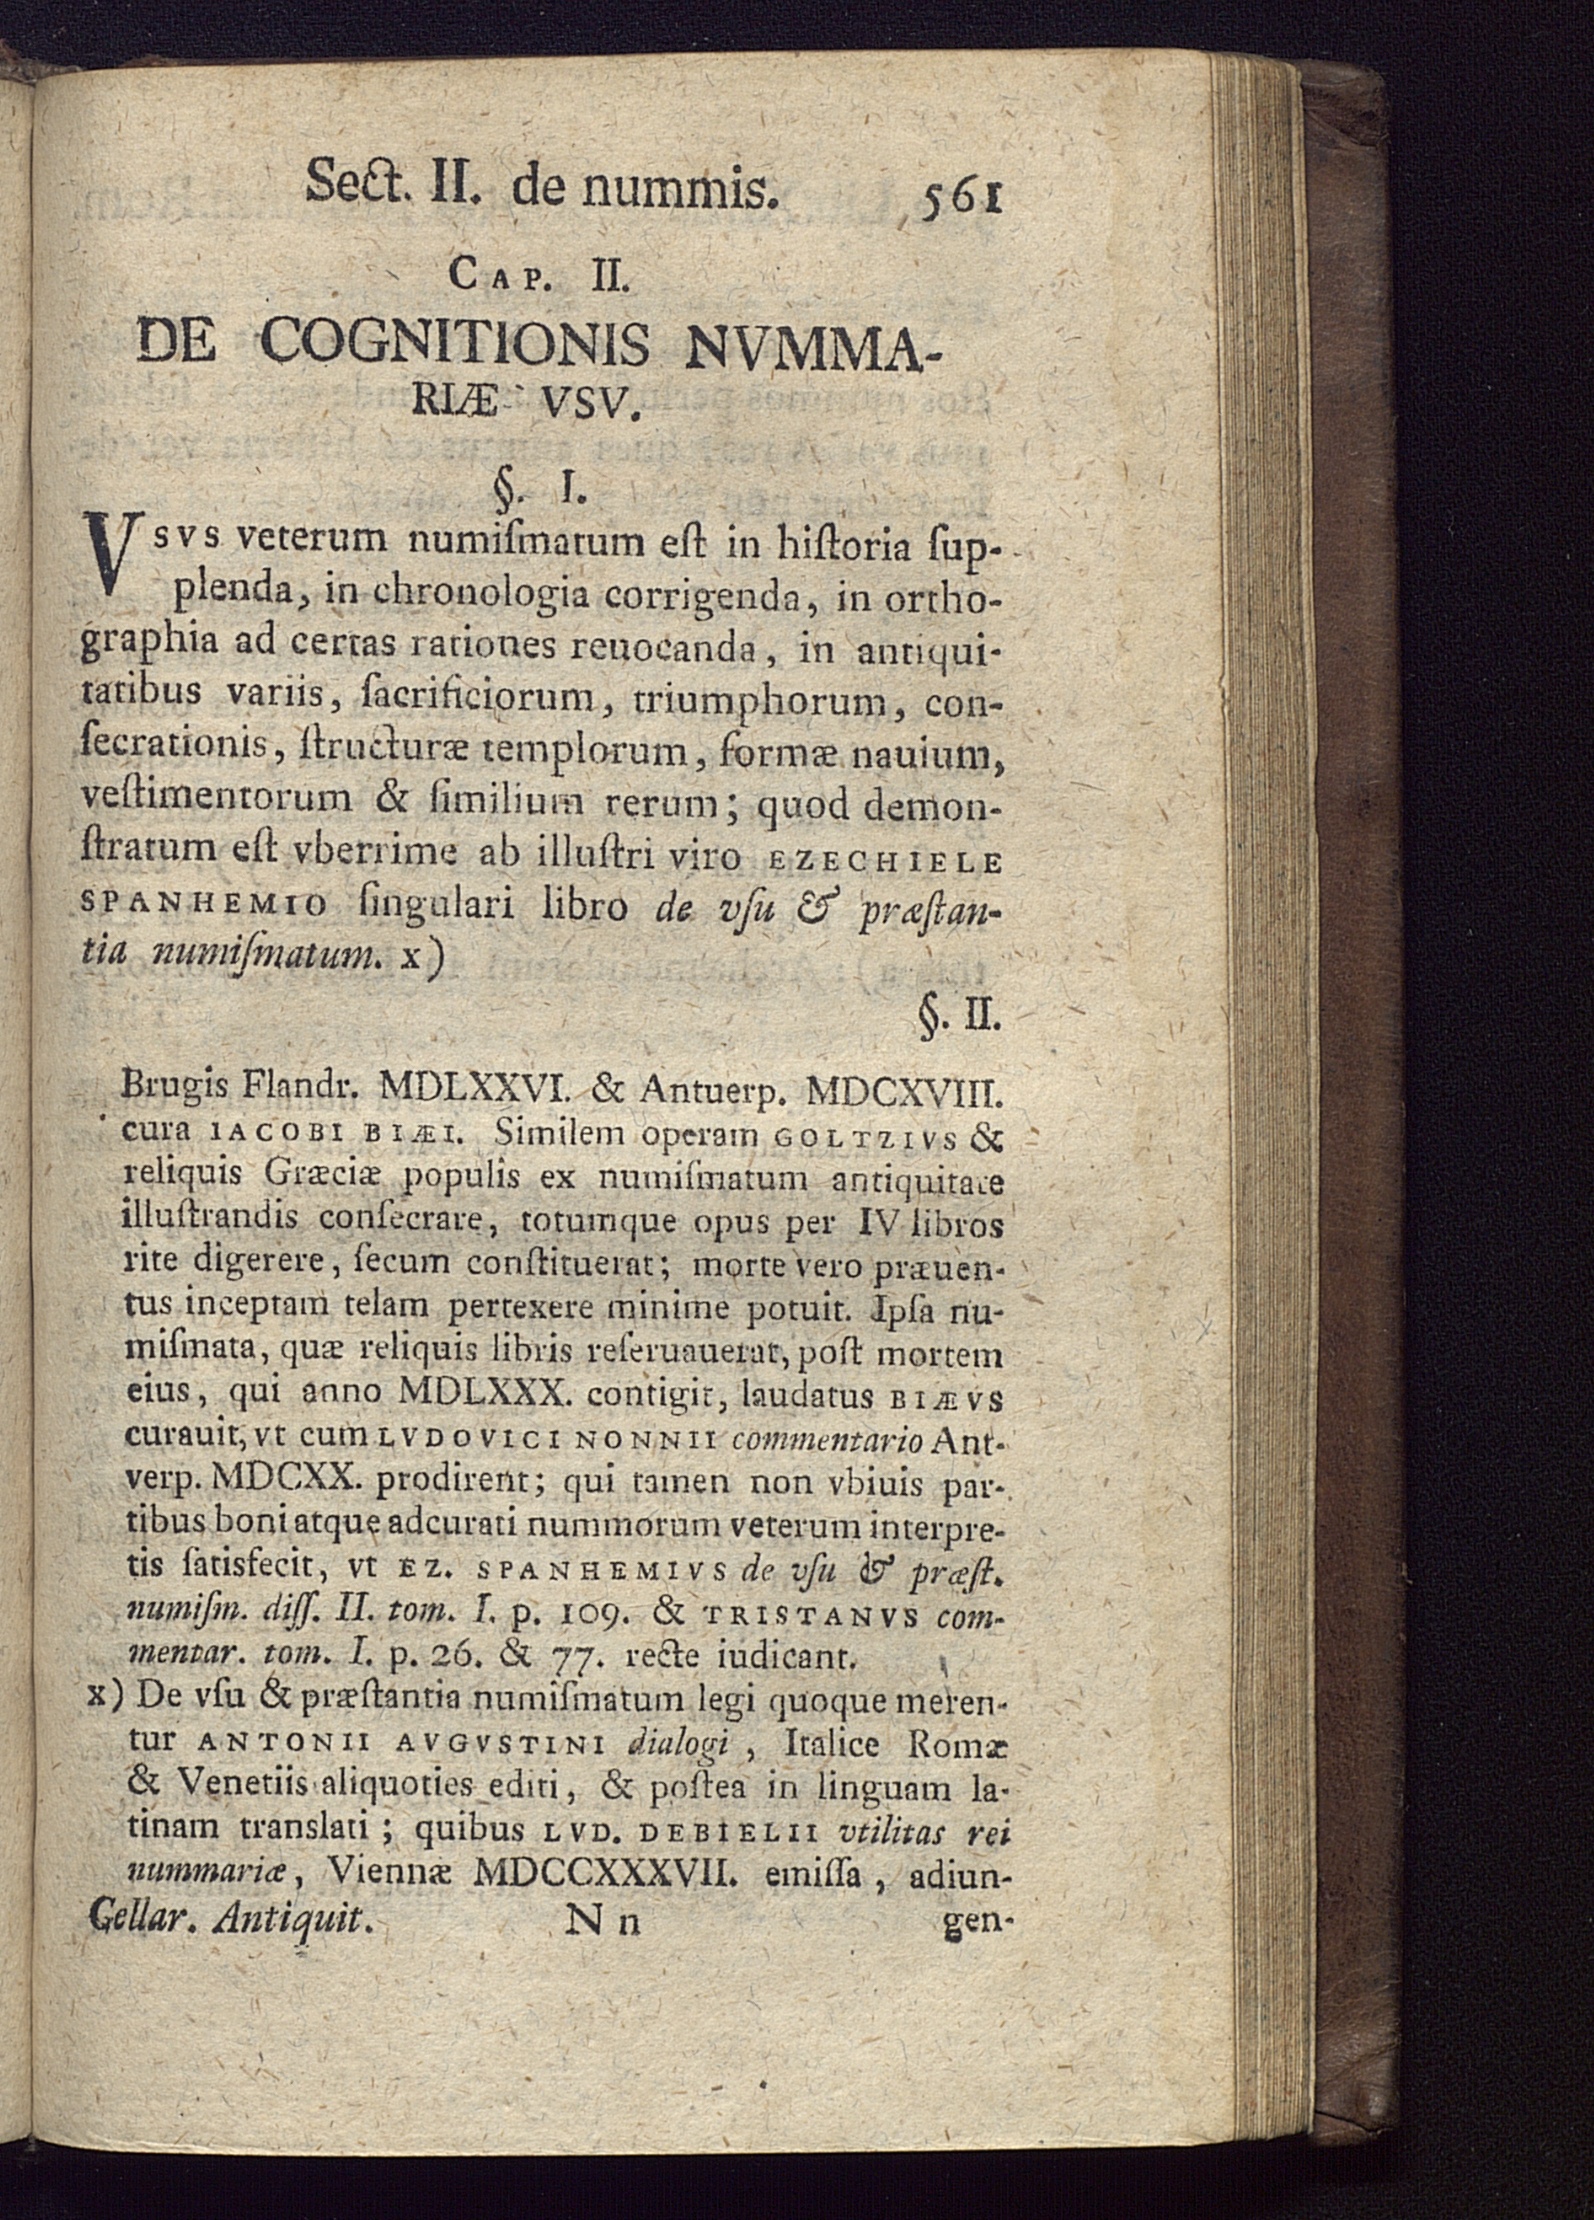 Sect. II. de nummis. 561
CAP. II.
DE COGNITIONIS NVMMA-
RIÆ VSV.
§. I.
VSVS veterum numiſmatum eſt in hiſtoria ſup-
plenda, in chronologia corrigenda, in ortho-
graphia ad certas rationes reuocanda, in antiqui-
tatibus variis, ſacrificiorum, triumphorum, con-
ſecrationis, ſtructuræ templorum, formæ nauium,
veſtimentorum & ſimilium rerum; quod demon-
ſtratum eſt vberrime ab illuſtri viro EZECHIELE
SPANHEMIO ſingulari libro de vſu & præſtan-
tia numiſmatum. x)
§. II.
Brugis Flandr. MDLXXVI. & Antuerp. MDCXVIII.
cura IACOBI BIÆI. Similem operam GOLTZIVS &
reliquis Græciæ populis ex numiſmatum antiquitate
illuſtrandis conſecrare, totumque opus per IV libros
rite digerere, ſecum conſtituerat; morte vero præuen-
tus inceptam telam pertexere minime potuit. Ipſa nu-
miſmata, quæ reliquis libris reſeruauerat, poſt mortem
eius, qui anno MDLXXX. contigit, laudatus BIÆVS
curauit, vt cum LVDOVICI NONNII commentario Ant-
verp. MDCXX. prodirent; qui tamen non vbiuis par-
tibus boni atque adcurati nummorum veterum interpre-
tis ſatisfecit, vt EZ. SPANHEMIVS de vſu & præſt.
numiſm. diſſ. II. tom. I. p. 109. & TRISTANVS com-
mentar. tom. I. p. 26. & 77. recte iudicant.
x) De vſu & præſtantia numiſmatum legi quoque meren-
tur ANTONII AVGVSTINI dialogi, Italice Romæ
& Venetiis aliquoties editi, & poſtea in linguam la-
tinam translati; quibus LVD. DEBIELII vtilitas rei
nummariæ, Viennæ MDCCXXXVII. emiſſa, adiun-
Cellar. Antiquit. N n gen-